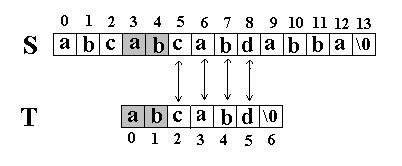 0 1 2 3 4 5 6 7 8 9 10 11 12 13
S a b c a b c a b d a b b a \0
T a b c a b d \0
0 1 2 3 4 5 6